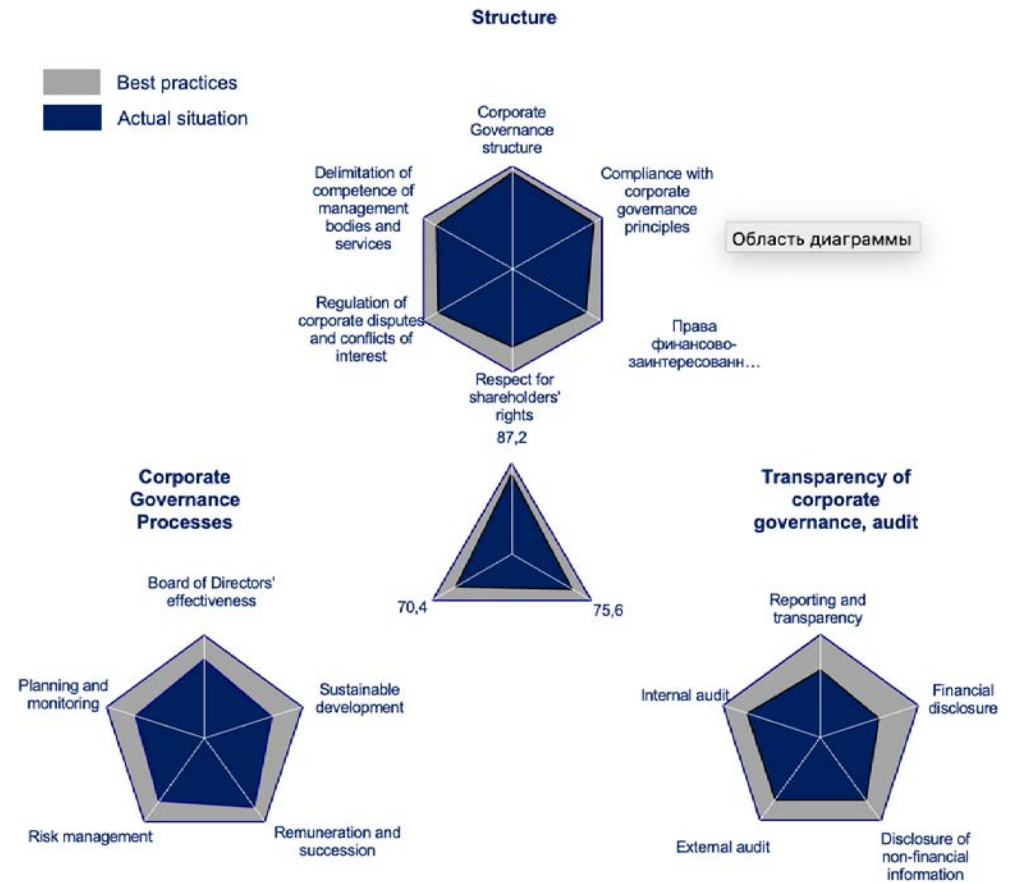 Structure
Best practices
Actual situation
Corporate
Governance
structure
Delimitation of
competence of
management
bodies and
services
Compliance with
corporate
governance
principles
Область диаграммы
Regulation of
corporate disputes
and conflicts of
interest
Права
финансово-
заинтересованн...
Respect for
shareholders'
rights
87,2
Corporate
Governance
Processes
Transparency of
corporate
governance, audit
70,4
75,6
Board of Directors'
effectiveness
Planning and
monitoring
Sustainable
development
Risk management
Remuneration and
succession
Reporting and
transparency
Internal audit
Financial
disclosure
External audit
Disclosure of
non-financial
information